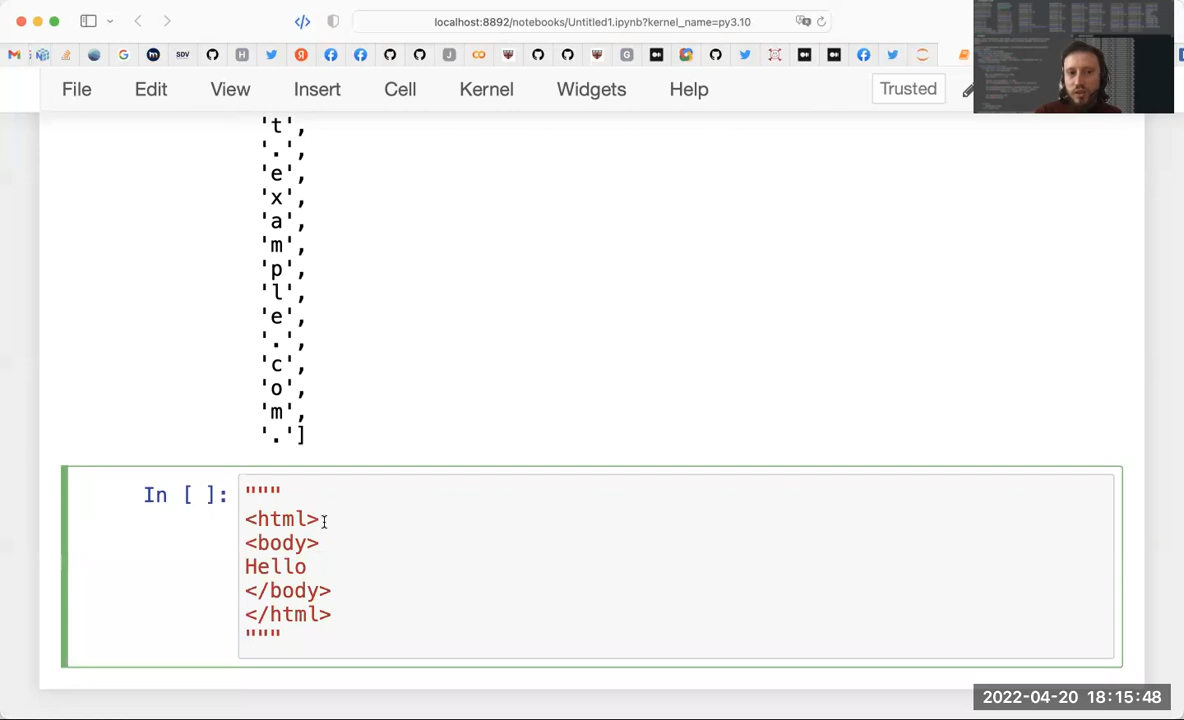 localhost:8892/notebooks/Untitled1.ipynb?kernel_name=py3.10
SDV
File Edit View Insert Cell Kernel Widgets Help Trusted
't',
'.',
'e',
'x',
'a',
'm',
'p',
'l',
'e',
'.',
'c',
'o',
'm',
'.']
In [ ]: """
<html>
<body>
Hello
</body>
</html>
"""
2022-04-20 18:15:48